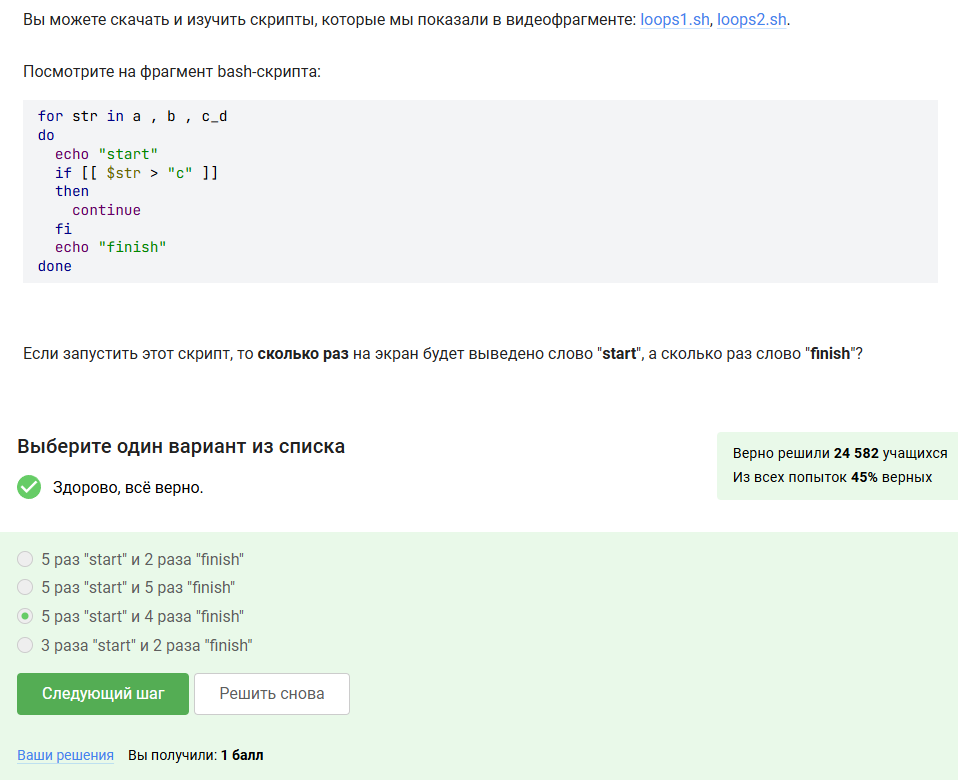 Вы можете скачать и изучить скрипты, которые мы показали в видеофрагменте: loops1.sh, loops2.sh.
Посмотрите на фрагмент bash-скрипта:
for str in a , b , c_d
do
  echo "start"
  if [[ $str > "c" ]]
  then
    continue
  fi
  echo "finish"
done
Если запустить этот скрипт, то сколько раз на экран будет выведено слово "start", а сколько раз слово "finish"?
Выберите один вариант из списка
Здорово, всё верно.
Верно решили 24 582 учащихся
Из всех попыток 45% верных
5 раз "start" и 2 раза "finish"
5 раз "start" и 5 раз "finish"
5 раз "start" и 4 раза "finish"
3 раза "start" и 2 раза "finish"
Следующий шаг
Решить снова
Ваши решения Вы получили: 1 балл